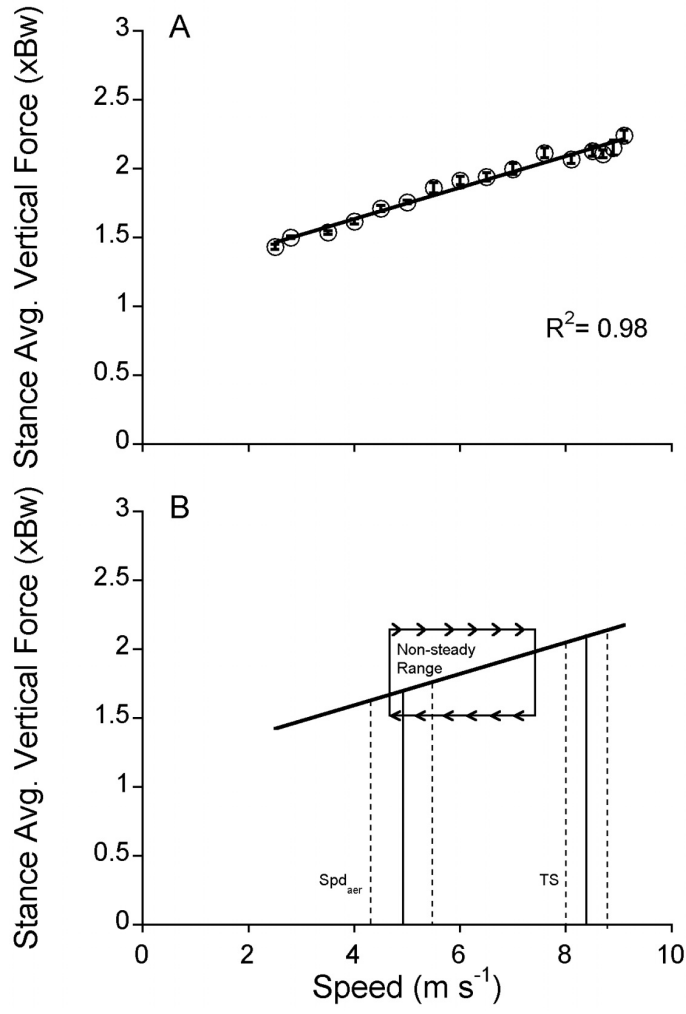 A
Stance Avg. Vertical Force (xBw)
3
2.5
2
1.5
1
0.5
0
R²= 0.98
B
Stance Avg. Vertical Force (xBw)
3
2.5
2
1.5
1
0.5
0
Non-steady
Range
Spd aer
TS
0 2 4 6 8 10
Speed (m s⁻¹)